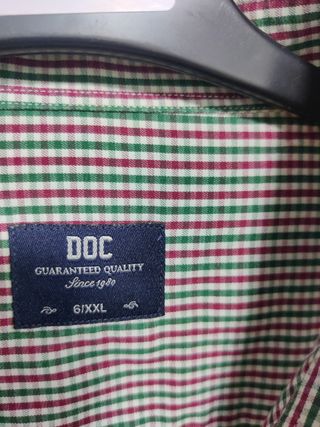 DOC
GUARANTEED QUALITY
Since 1980
6/XXL